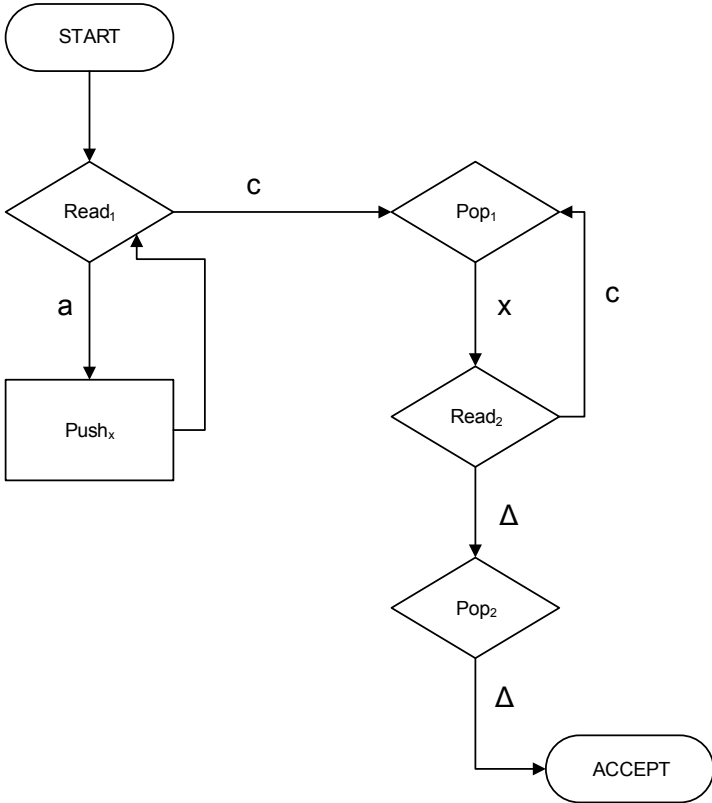 START
Read₁
c
Pop₁
a
x
c
Pushₓ
Read₂
Δ
Pop₂
Δ
ACCEPT